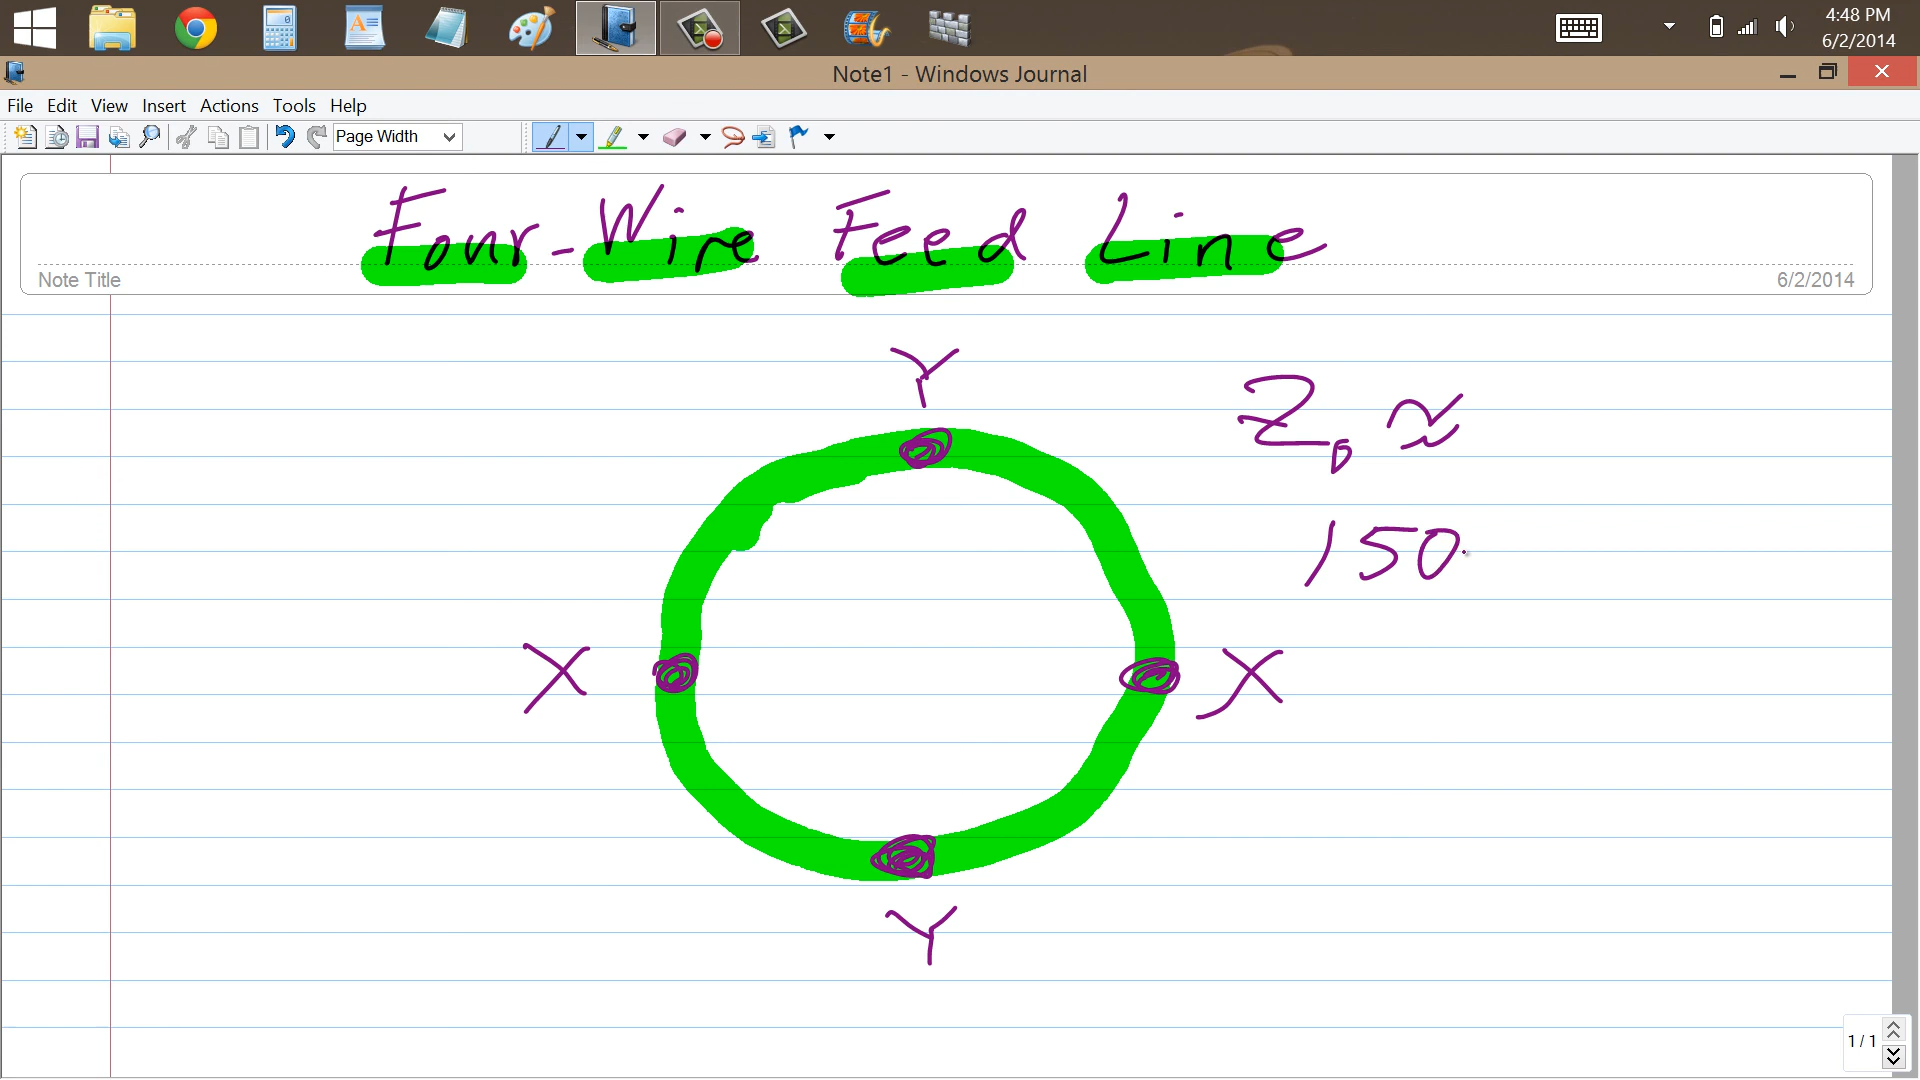 4:48 PM
6/2/2014
Note1 - Windows Journal
File Edit View Insert Actions Tools Help
Page Width
Four-Wire Feed Line
Note Title 6/2/2014
Y
Z₀ ≈
150
X X
Y
1 / 1